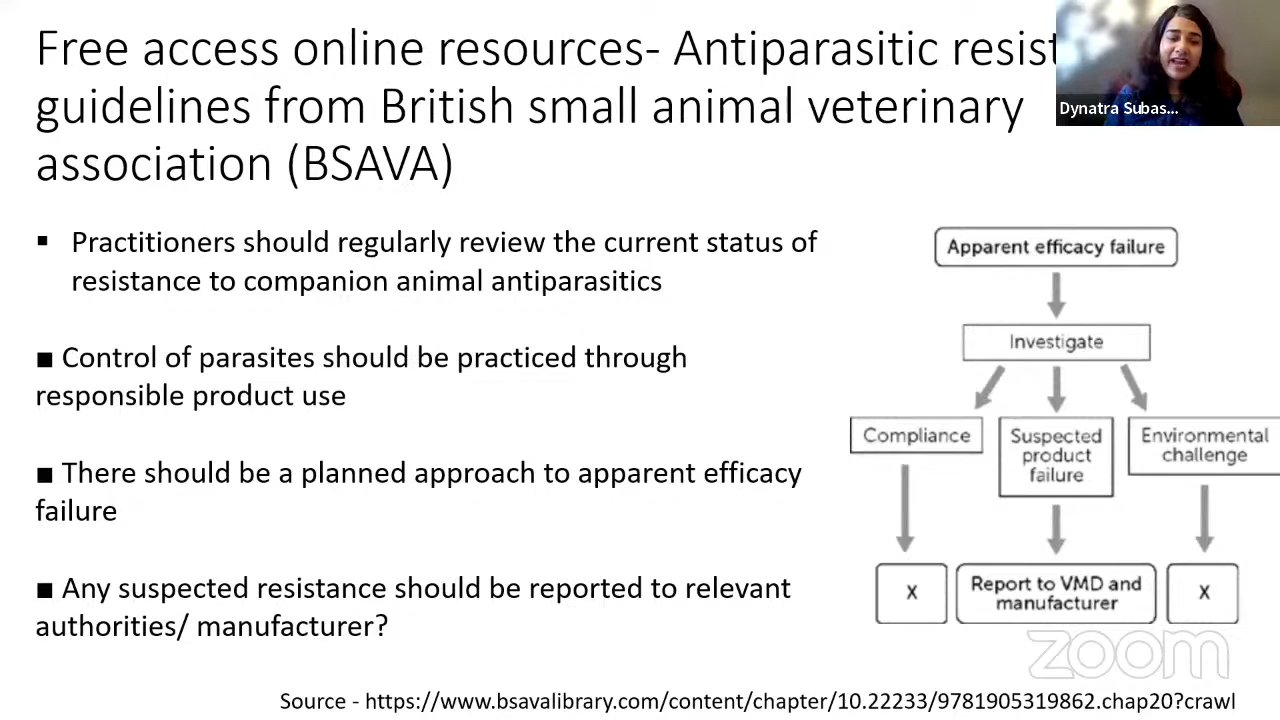 Free access online resources- Antiparasitic resist
guidelines from British small animal veterinary
association (BSAVA)
Dynatra Subas...
▪ Practitioners should regularly review the current status of
resistance to companion animal antiparasitics
■ Control of parasites should be practiced through
responsible product use
■ There should be a planned approach to apparent efficacy
failure
■ Any suspected resistance should be reported to relevant
authorities/ manufacturer?
Apparent efficacy failure
Investigate
Compliance
Suspected
product
failure
Environmental
challenge
X
Report to VMD and
manufacturer
X
zoom
Source - https://www.bsavalibrary.com/content/chapter/10.22233/9781905319862.chap20?crawl